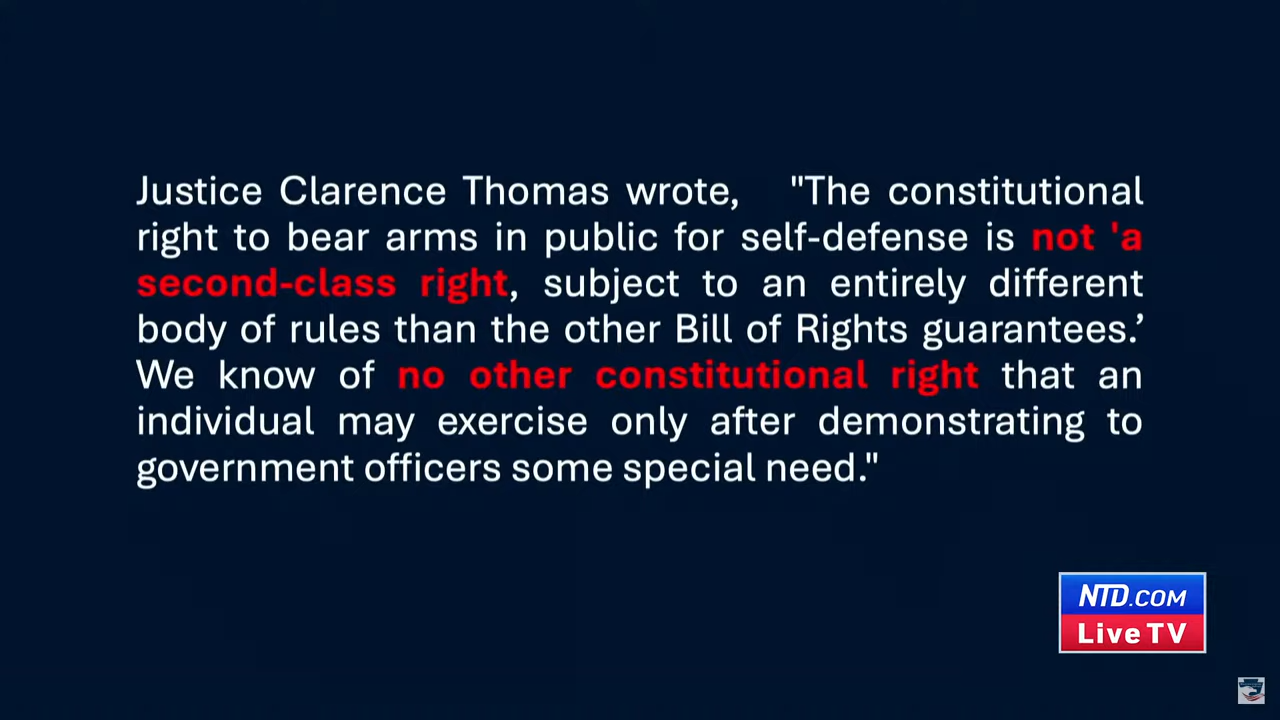 Justice Clarence Thomas wrote, "The constitutional
right to bear arms in public for self-defense is not 'a
second-class right, subject to an entirely different
body of rules than the other Bill of Rights guarantees.’
We know of no other constitutional right that an
individual may exercise only after demonstrating to
government officers some special need."
NTD.COM
Live TV